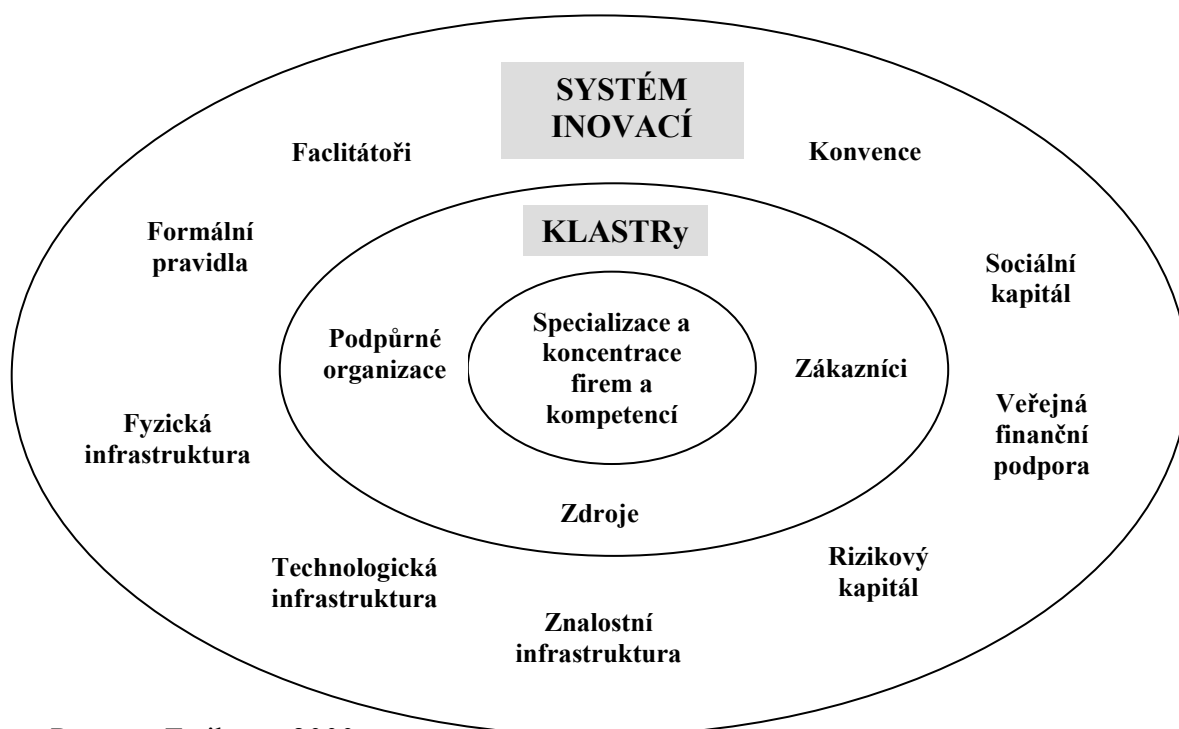 SYSTÉM
INOVACÍ
Faclitátoři
Konvence
Formální
pravidla
KLASTRy
Sociální
kapitál
Podpůrné
organizace
Specializace a
koncentrace
firem a
kompetencí
Zákazníci
Fyzická
infrastruktura
Veřejná
finanční
podpora
Zdroje
Technologická
infrastruktura
Rizikový
kapitál
Znalostní
infrastruktura